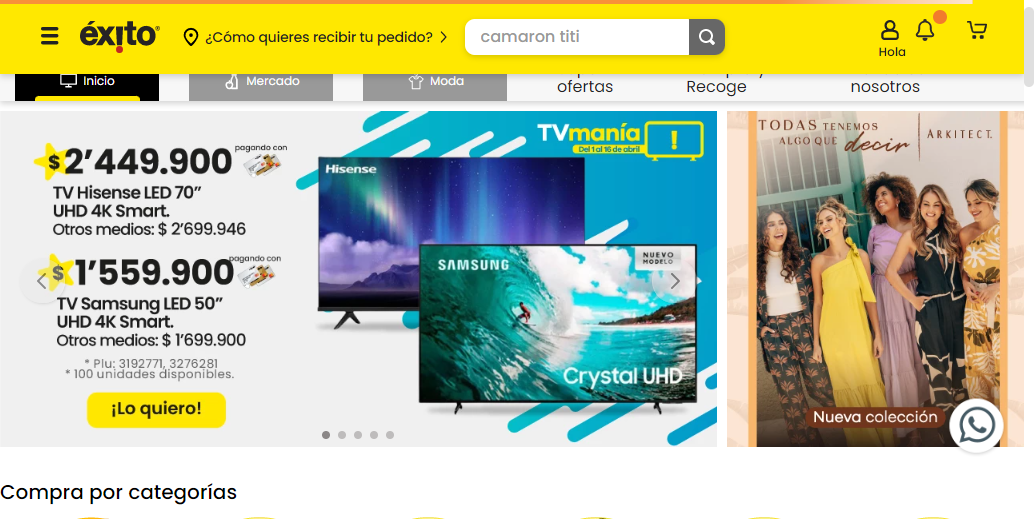 éxito
¿Cómo quieres recibir tu pedido?
camaron titi
Hola
Inicio
Mercado
Moda
ofertas
Recoge
nosotros
$2’449.900 pagando con
TV Hisense LED 70”
UHD 4K Smart.
Otros medios: $ 2’699.946
$1’559.900 pagando con
TV Samsung LED 50”
UHD 4K Smart.
Otros medios: $ 1’699.900
* Plu: 3192771, 3276281
* 100 unidades disponibles.
¡Lo quiero!
TVmanía
Del 1 al 16 de abril
Hisense
SAMSUNG
NUEVO
MODELO
Crystal UHD
TODAS TENEMOS
ALGO QUE decir
ARKITECT.
Nueva colección
Compra por categorías